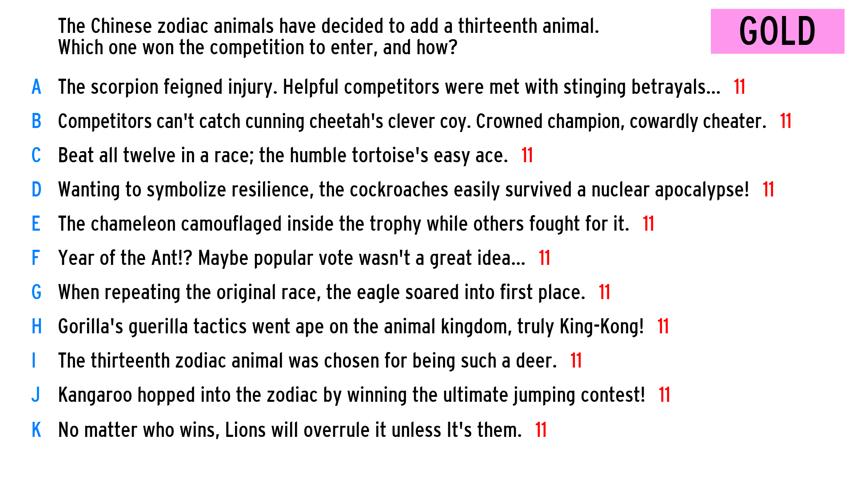 The Chinese zodiac animals have decided to add a thirteenth animal.
Which one won the competition to enter, and how?
GOLD
A The scorpion feigned injury. Helpful competitors were met with stinging betrayals... 11
B Competitors can't catch cunning cheetah's clever coy. Crowned champion, cowardly cheater. 11
C Beat all twelve in a race; the humble tortoise's easy ace. 11
D Wanting to symbolize resilience, the cockroaches easily survived a nuclear apocalypse! 11
E The chameleon camouflaged inside the trophy while others fought for it. 11
F Year of the Ant!? Maybe popular vote wasn't a great idea... 11
G When repeating the original race, the eagle soared into first place. 11
H Gorilla's guerilla tactics went ape on the animal kingdom, truly King-Kong! 11
I The thirteenth zodiac animal was chosen for being such a deer. 11
J Kangaroo hopped into the zodiac by winning the ultimate jumping contest! 11
K No matter who wins, Lions will overrule it unless It's them. 11